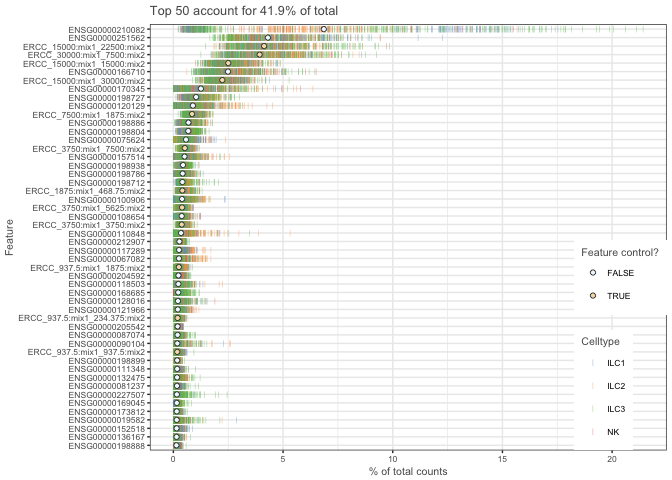 Top 50 account for 41.9% of total
ENSG00000210082
ENSG00000251562
ERCC_15000:mix1_22500:mix2
ERCC_30000:mix1_7500:mix2
ERCC_15000:mix1_15000:mix2
ENSG00000166710
ERCC_15000:mix1_30000:mix2
ENSG00000170345
ENSG00000198727
ENSG00000120129
ERCC_7500:mix1_1875:mix2
ENSG00000198886
ENSG00000198804
ENSG00000075624
ERCC_3750:mix1_7500:mix2
ENSG00000157514
ENSG00000198938
ENSG00000198786
ENSG00000198712
ERCC_1875:mix1_468.75:mix2
ENSG00000100906
ERCC_3750:mix1_5625:mix2
ENSG00000108654
ERCC_3750:mix1_3750:mix2
ENSG00000110848
ENSG00000212907
ENSG00000117289
ENSG00000067082
ERCC_937.5:mix1_1875:mix2
ENSG00000204592
ENSG00000118503
ENSG00000168685
ENSG00000128016
ENSG00000121966
ERCC_937.5:mix1_234.375:mix2
ENSG00000205542
ENSG00000087074
ENSG00000090104
ERCC_937.5:mix1_937.5:mix2
ENSG00000198899
ENSG00000111348
ENSG00000132475
ENSG00000081237
ENSG00000227507
ENSG00000169045
ENSG00000173812
ENSG00000019582
ENSG00000152518
ENSG00000136167
ENSG00000198888
Feature
0
5
10
15
20
% of total counts
Feature control?
FALSE
TRUE
Celltype
ILC1
ILC2
ILC3
NK